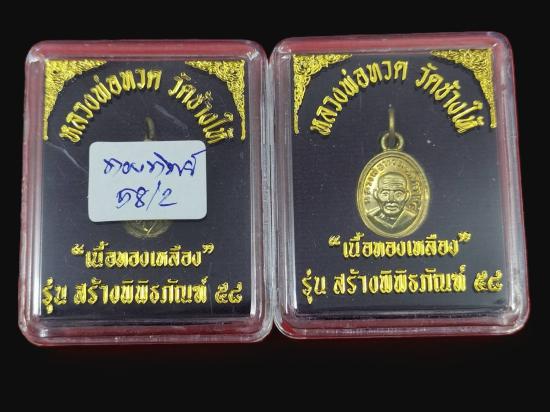 หลวงพ่อทวด วัดช้างให้
58/2
"เนื้อทองเหลือง"
รุ่น สร้างพิพิธภัณฑ์ ๕๘
หลวงพ่อทวด วัดช้างให้
"เนื้อทองเหลือง"
รุ่น สร้างพิพิธภัณฑ์ ๕๘